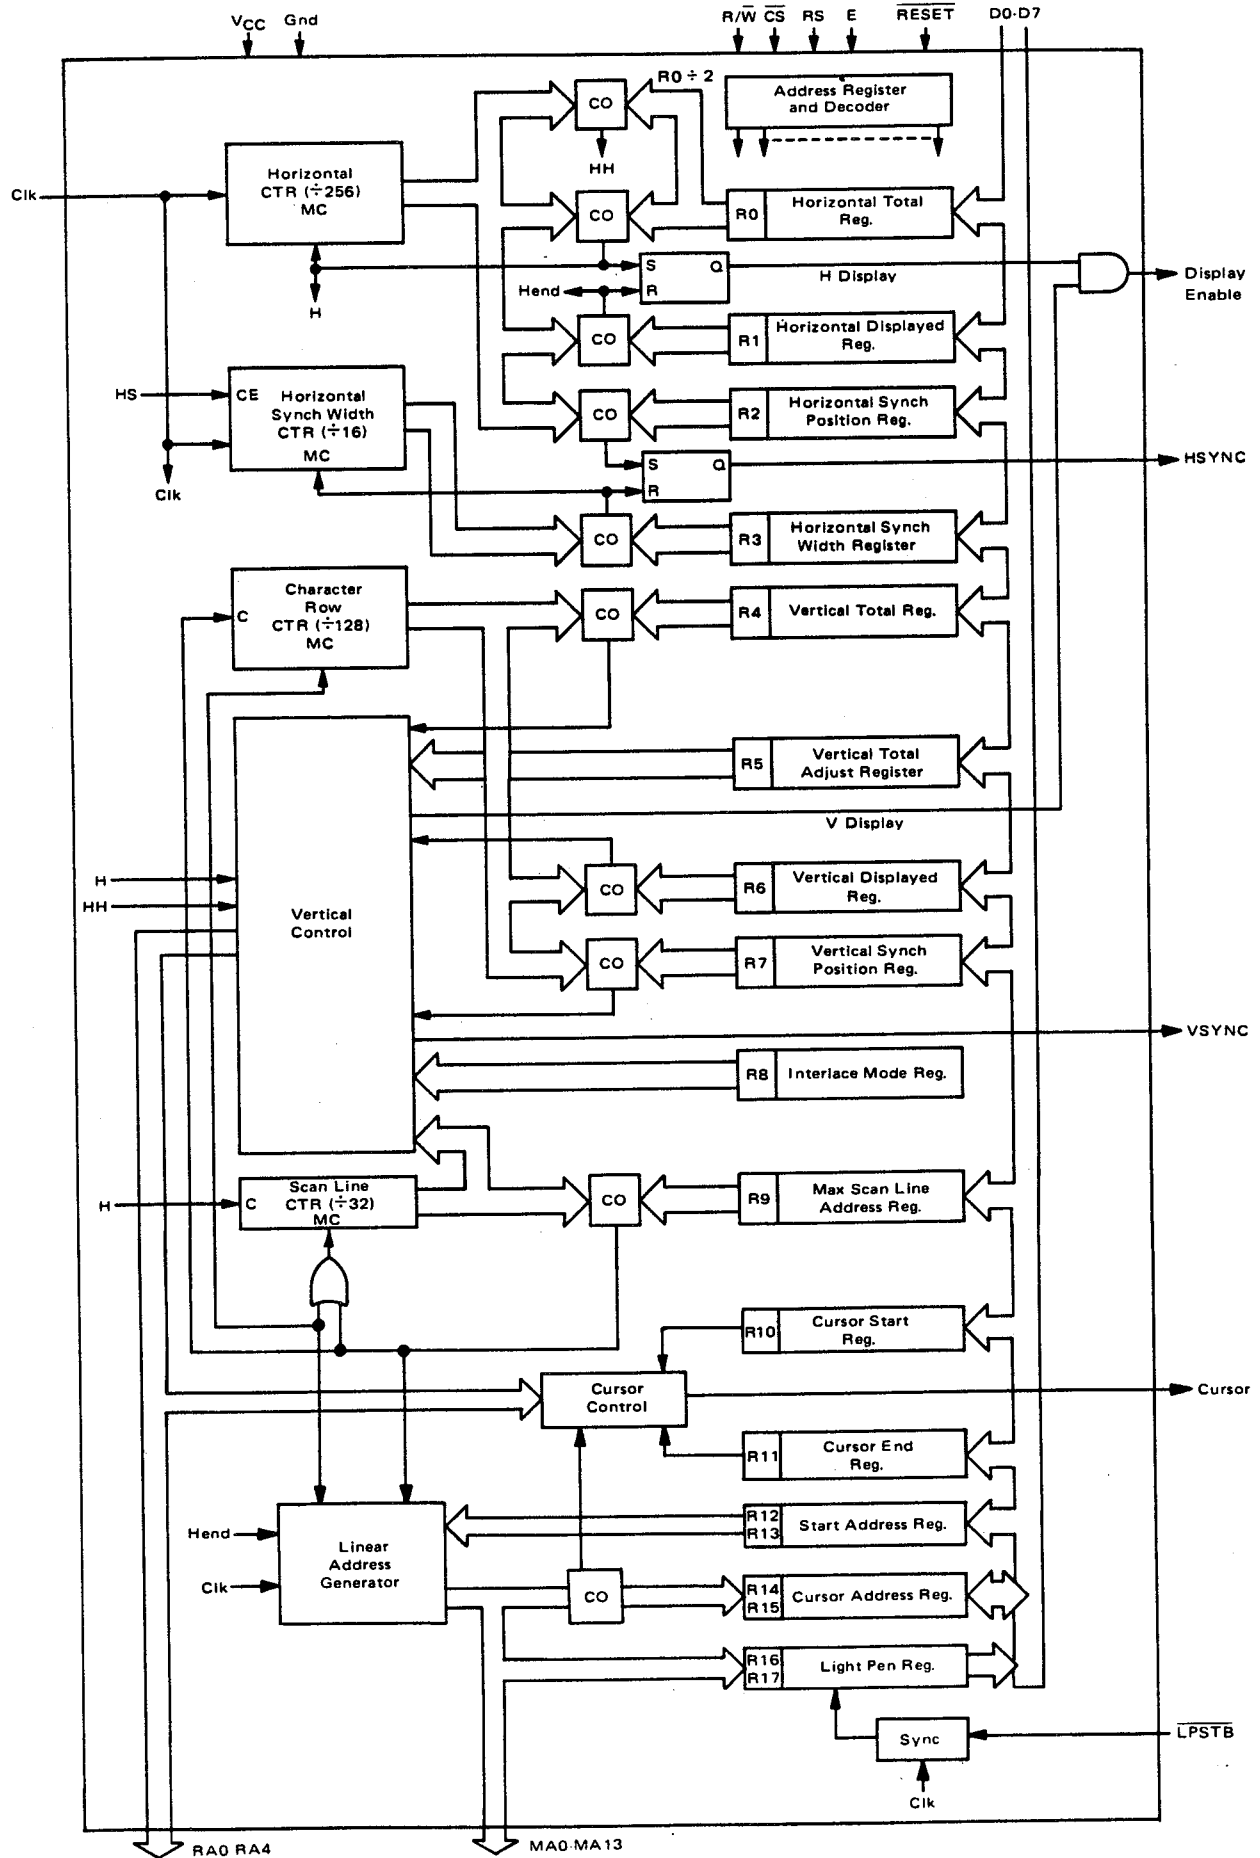 VCC Gnd R/W CS RS E RESET D0-D7
R0 ÷ 2
CO
Address Register
and Decoder
HH
Clk
Horizontal
CTR (÷256)
MC
CO
R0 Horizontal Total
Reg.
S Q
R
H Display
Display
Enable
Hend
H
CO
R1 Horizontal Displayed
Reg.
HS
CE Horizontal
Synch Width
CTR (÷16)
MC
CO
R2 Horizontal Synch
Position Reg.
S Q
R
HSYNC
Clk
CO
R3 Horizontal Synch
Width Register
C
Character
Row
CTR (÷128)
MC
CO
R4 Vertical Total Reg.
R5 Vertical Total
Adjust Register
V Display
H
HH
Vertical
Control
CO
R6 Vertical Displayed
Reg.
CO
R7 Vertical Synch
Position Reg.
VSYNC
R8 Interlace Mode Reg.
H
C
Scan Line
CTR (÷32)
MC
CO
R9 Max Scan Line
Address Reg.
R10 Cursor Start
Reg.
Cursor
Control
Cursor
R11 Cursor End
Reg.
Hend
Clk
Linear
Address
Generator
R12
R13
Start Address Reg.
CO
R14
R15
Cursor Address Reg.
R16
R17
Light Pen Reg.
Sync
LPSTB
Clk
RA0 RA4
MA0-MA13